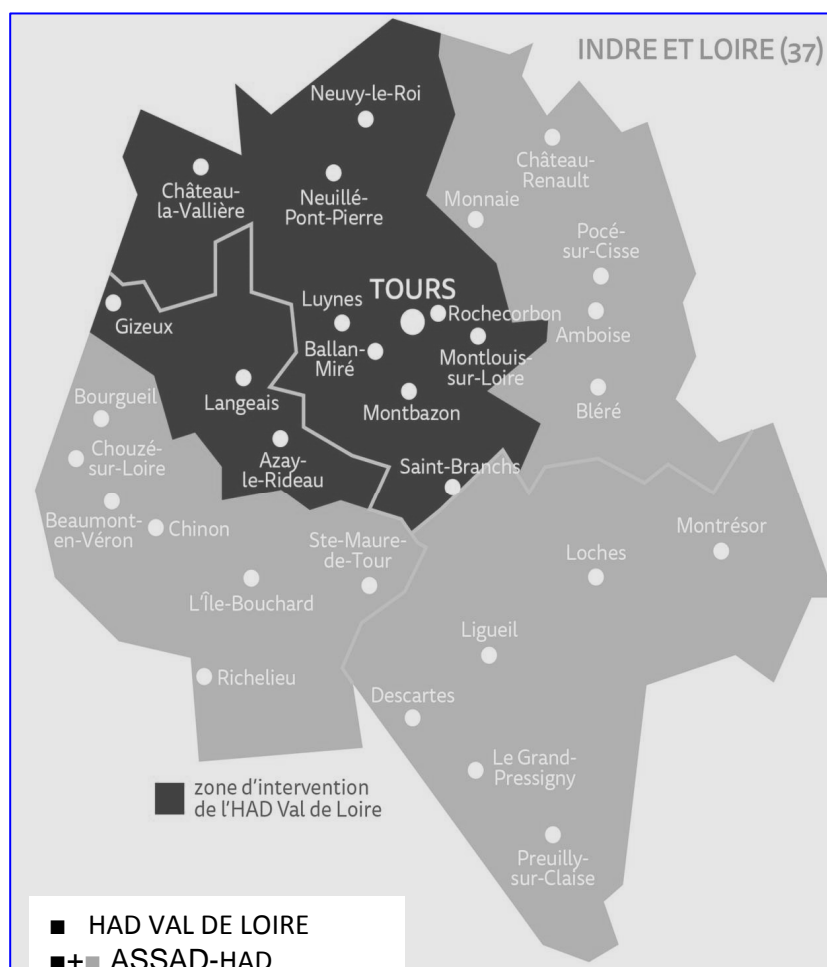 INDRE ET LOIRE (37)
Neuvy-le-Roi
Château-
Renault
Château-
la-Vallière
Neuillé-
Pont-Pierre
Monnaie
Pocé-
sur-Cisse
TOURS
Gizeux
Luynes
Rochecorbon
Amboise
Ballan-
Miré
Montlouis-
sur-Loire
Langeais
Montbazon
Bléré
Bourgueil
Chouzé-
sur-Loire
Azay-
le-Rideau
Saint-Branchs
Beaumont-
en-Véron
Chinon
Ste-Maure-
de-Tour
Loches
Montrésor
L'Île-Bouchard
Ligueil
Richelieu
Descartes
Le Grand-
Pressigny
zone d'intervention
de l'HAD Val de Loire
Preuilly-
sur-Claise
■ HAD VAL DE LOIRE
■+■ ASSAD-HAD